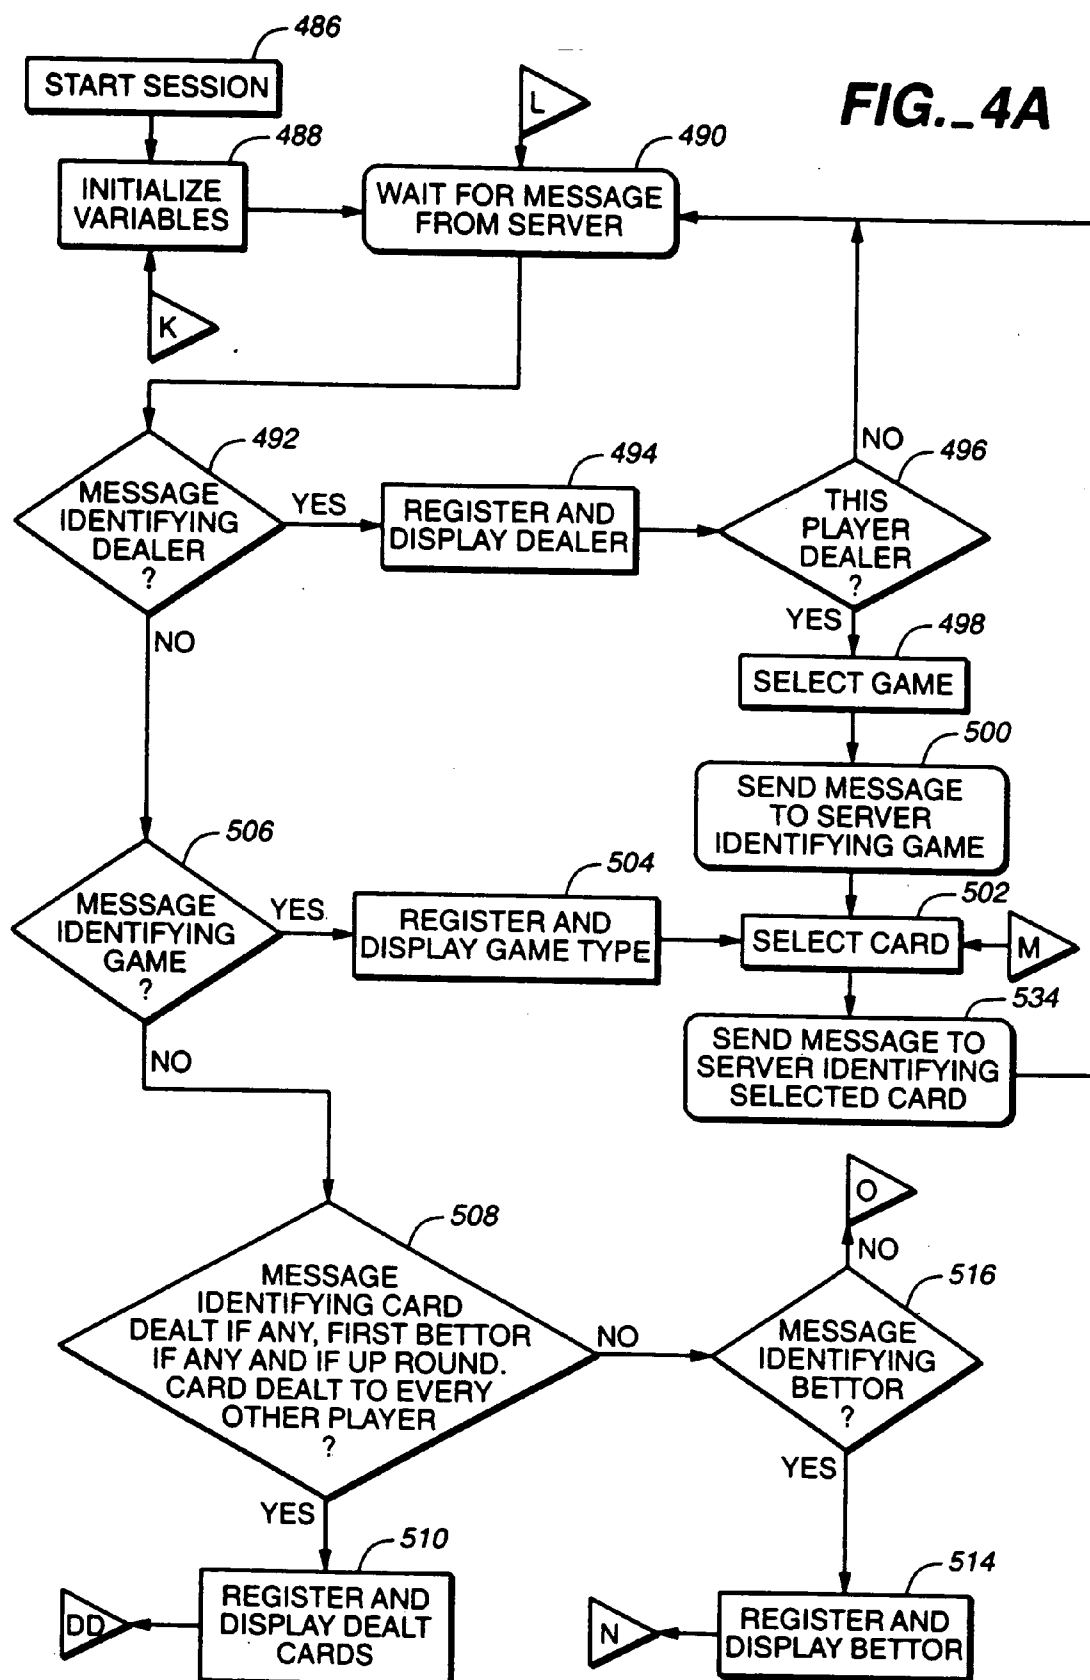 486
START SESSION
FIG._4A
L
488
490
INITIALIZE
VARIABLES
WAIT FOR MESSAGE
FROM SERVER
K
492
494
NO
496
MESSAGE
IDENTIFYING
DEALER
?
YES
REGISTER AND
DISPLAY DEALER
THIS
PLAYER
DEALER
?
NO
YES
498
SELECT GAME
500
SEND MESSAGE
TO SERVER
IDENTIFYING GAME
506
504
502
MESSAGE
IDENTIFYING
GAME
?
YES
REGISTER AND
DISPLAY GAME TYPE
SELECT CARD
M
534
NO
SEND MESSAGE TO
SERVER IDENTIFYING
SELECTED CARD
O
508
NO
516
MESSAGE
IDENTIFYING CARD
DEALT IF ANY, FIRST BETTOR
IF ANY AND IF UP ROUND.
CARD DEALT TO EVERY
OTHER PLAYER
?
NO
MESSAGE
IDENTIFYING
BETTOR
?
YES
YES
510
514
DD
REGISTER AND
DISPLAY DEALT
CARDS
N
REGISTER AND
DISPLAY BETTOR